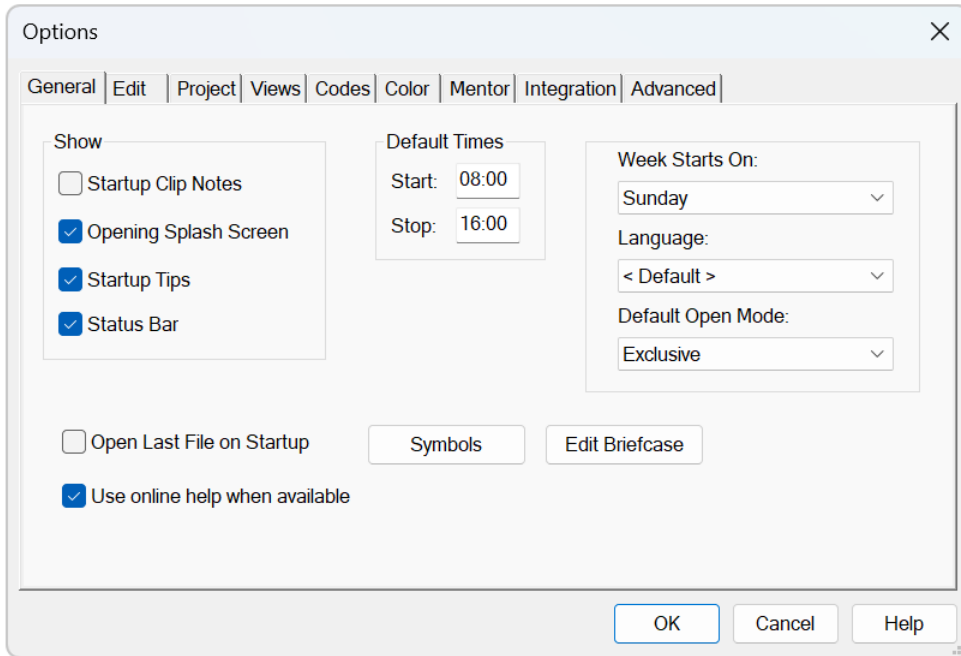 Options
General Edit Project Views Codes Color Mentor Integration Advanced
Show
Startup Clip Notes
Opening Splash Screen
Startup Tips
Status Bar
Default Times
Start: 08:00
Stop: 16:00
Week Starts On:
Sunday
Language:
< Default >
Default Open Mode:
Exclusive
Open Last File on Startup
Symbols
Edit Briefcase
Use online help when available
OK
Cancel
Help